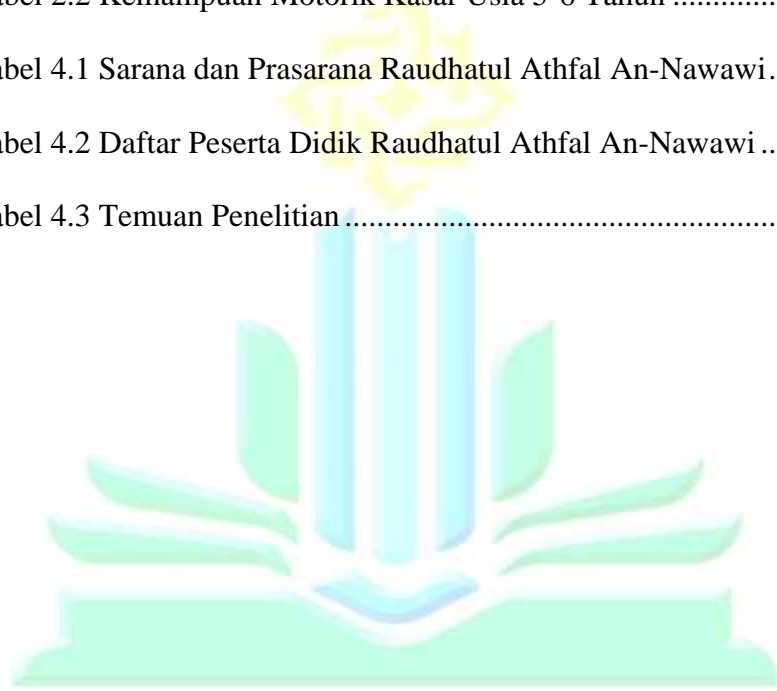 abel 2.2 Kemampuan Motorik Kasar Usia 5-6 Tahun .............
abel 4.1 Sarana dan Prasarana Raudhatul Athfal An-Nawawi.
abel 4.2 Daftar Peserta Didik Raudhatul Athfal An-Nawawi ..
abel 4.3 Temuan Penelitian .................................................